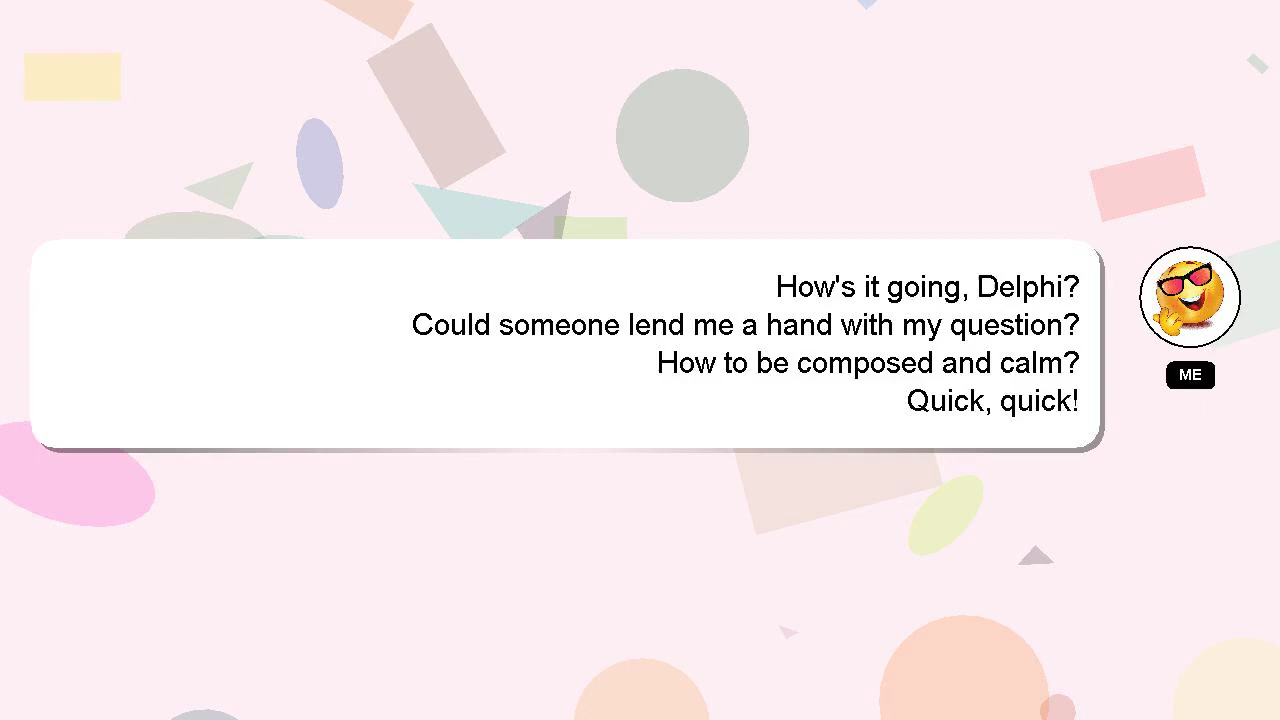 How's it going, Delphi?
Could someone lend me a hand with my question?
How to be composed and calm?
Quick, quick!
ME